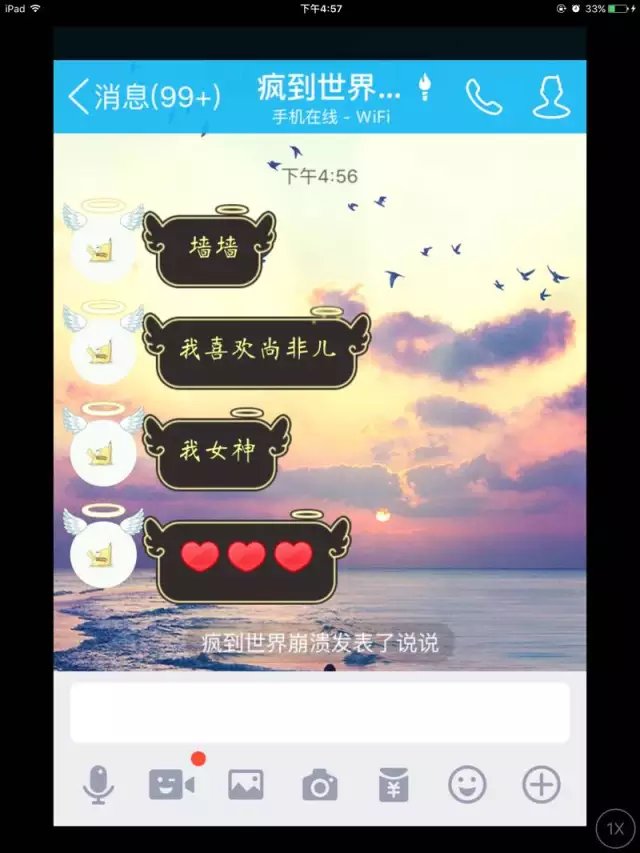 iPad
下午4:57
33%
消息(99+)
疯到世界...
手机在线 - WiFi
下午4:56
墙墙
我喜欢尚非儿
我女神
疯到世界崩溃发表了说说
¥
1X